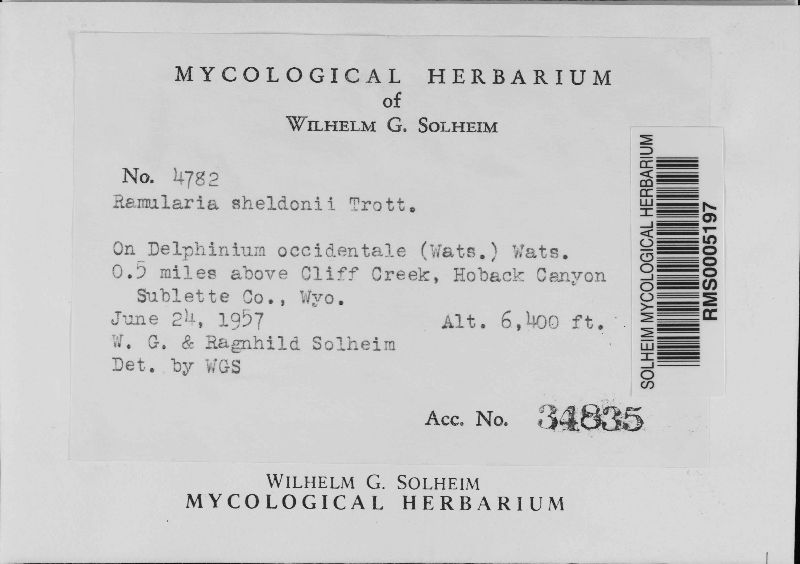 MYCOLOGICAL HERBARIUM
of
WILHELM G. SOLHEIM
No. 4782
Ramularia sheldonii Trott.
On Delphinium occidentale (Wats.) Wats.
0.5 miles above Cliff Creek, Hoback Canyon
Sublette Co., Wyo.
June 24, 1957 Alt. 6,400 ft.
W. G. & Ragnhild Solheim
Det. by WGS
Acc. No. 34835
SOLHEIM MYCOLOGICAL HERBARIUM
RMS0005197
WILHELM G. SOLHEIM
MYCOLOGICAL HERBARIUM